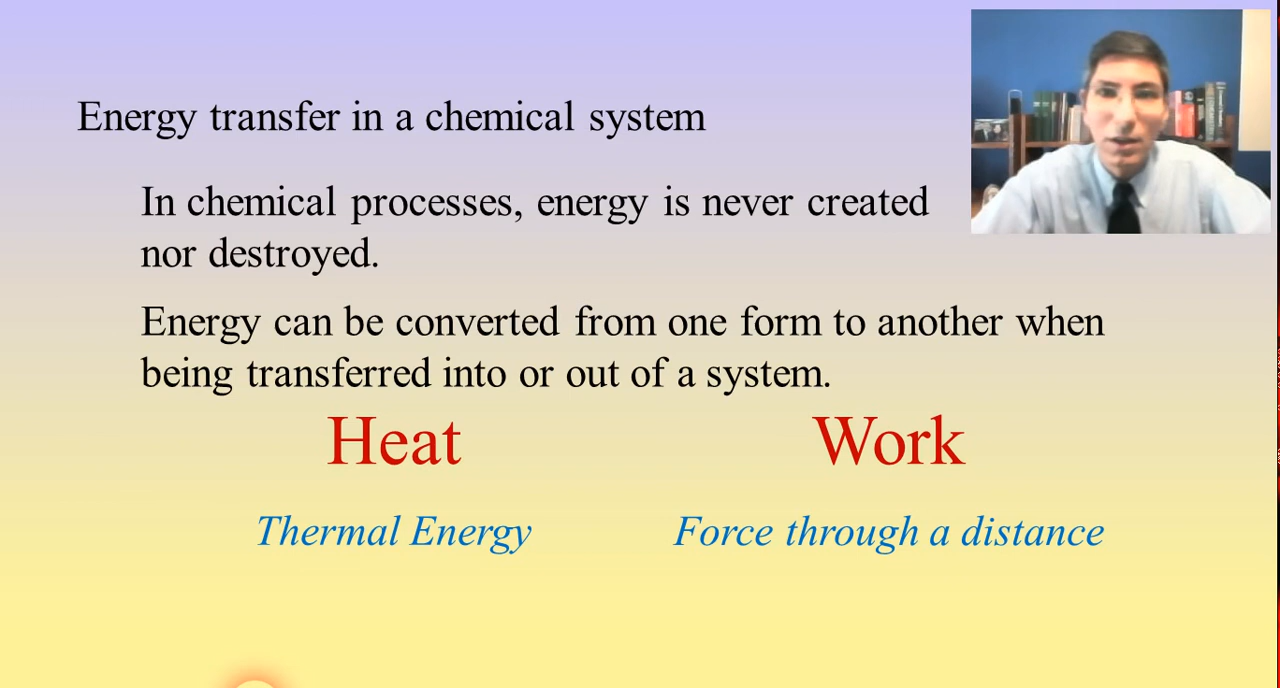 Energy transfer in a chemical system
In chemical processes, energy is never created
nor destroyed.
Energy can be converted from one form to another when
being transferred into or out of a system.
Heat
Work
Thermal Energy
Force through a distance